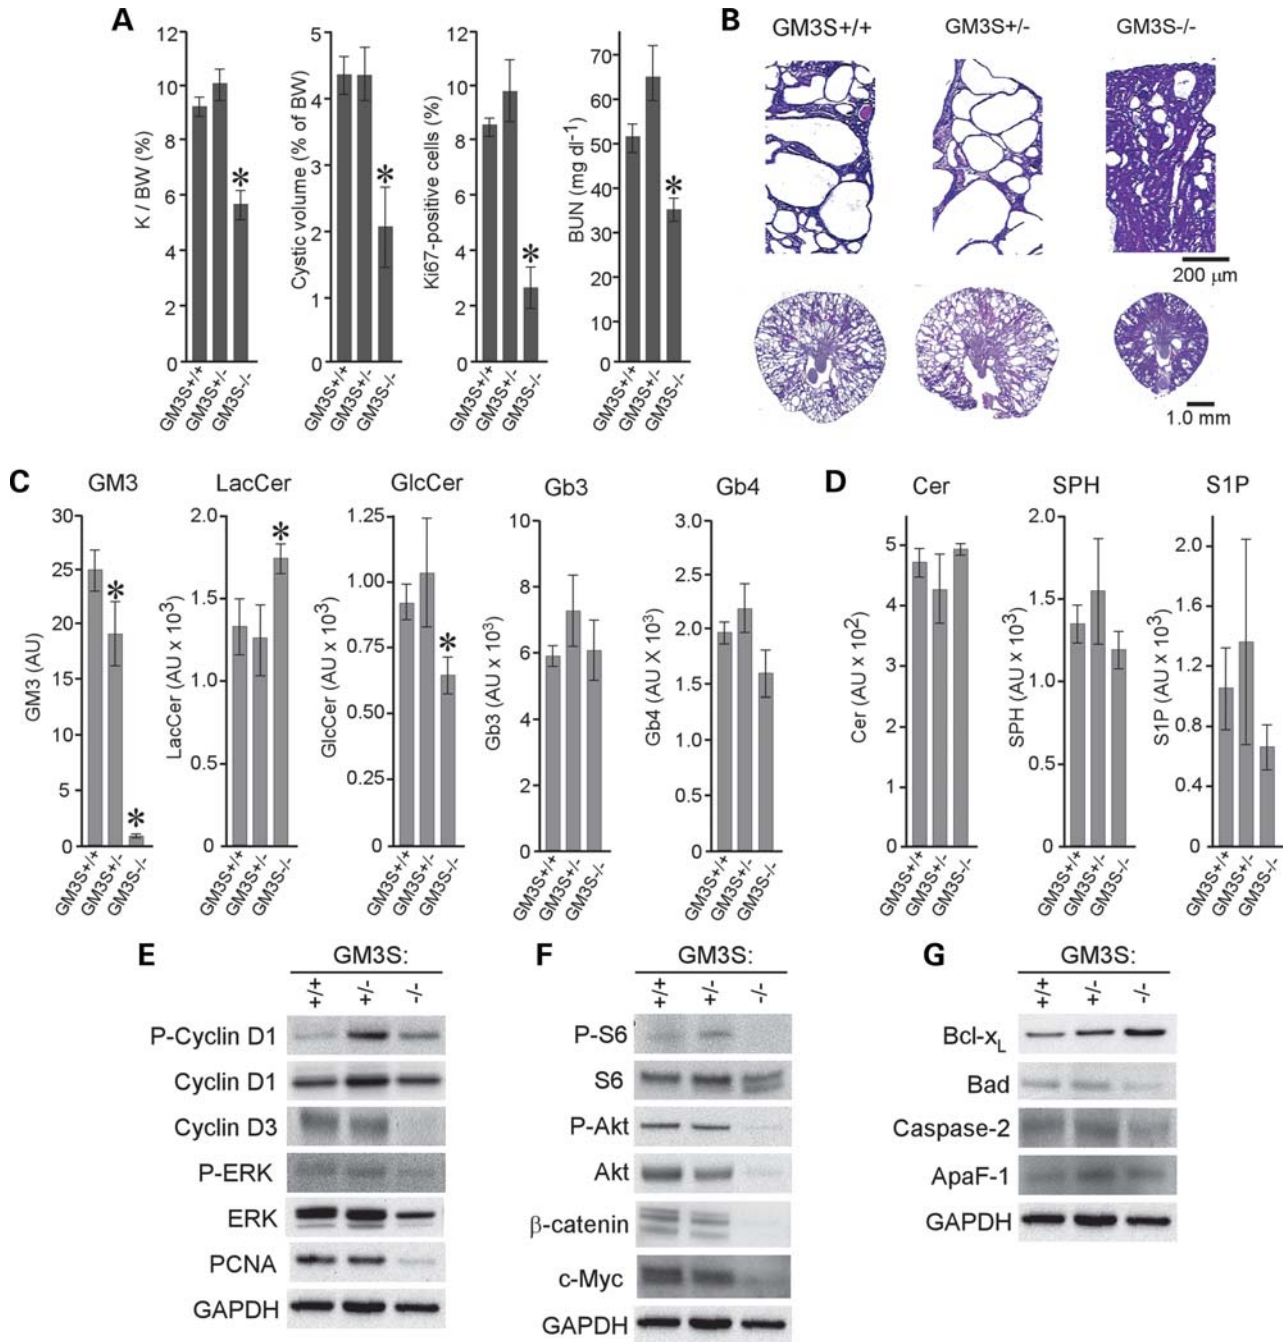 A
K / BW (%)
12
10
8
6
4
2
0
GM3S+/+
GM3S+/-
GM3S-/-
*
Cystic volume (% of BW)
5
4
3
2
1
0
GM3S+/+
GM3S+/-
GM3S-/-
*
Ki67-positive cells (%)
12
10
8
6
4
2
0
GM3S+/+
GM3S+/-
GM3S-/-
*
BUN (mg dl-1)
70
60
50
40
30
20
10
0
GM3S+/+
GM3S+/-
GM3S-/-
*
B
GM3S+/+
GM3S+/-
GM3S-/-
200 µm
1.0 mm
C
GM3
GM3 (AU)
30
25
20
15
10
5
0
GM3S+/+
GM3S+/-
GM3S-/-
*
*
LacCer
LacCer (AU x 10³)
2.0
1.5
1.0
0.5
0
GM3S+/+
GM3S+/-
GM3S-/-
*
GlcCer
GlcCer (AU x 10³)
1.25
1.00
0.75
0.50
0.25
0
GM3S+/+
GM3S+/-
GM3S-/-
*
Gb3
Gb3 (AU x 10³)
10
8
6
4
2
0
GM3S+/+
GM3S+/-
GM3S-/-
Gb4
Gb4 (AU X 10³)
3.0
2.5
2.0
1.5
1.0
0.5
0
GM3S+/+
GM3S+/-
GM3S-/-
D
Cer
Cer (AU x 10²)
5
4
3
2
1
0
GM3S+/+
GM3S+/-
GM3S-/-
SPH
SPH (AU x 10³)
2.0
1.5
1.0
0.5
0
GM3S+/+
GM3S+/-
GM3S-/-
S1P
S1P (AU x 10³)
2.0
1.6
1.2
0.8
0.4
0
GM3S+/+
GM3S+/-
GM3S-/-
E
GM3S:
+/+ +/- -/-
P-Cyclin D1
Cyclin D1
Cyclin D3
P-ERK
ERK
PCNA
GAPDH
F
GM3S:
+/+ +/- -/-
P-S6
S6
P-Akt
Akt
β-catenin
c-Myc
GAPDH
G
GM3S:
+/+ +/- -/-
Bcl-xL
Bad
Caspase-2
ApaF-1
GAPDH